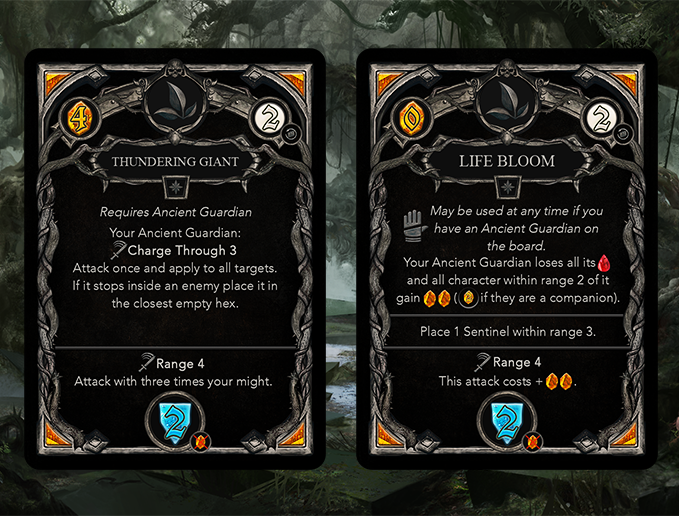 4
2
THUNDERING GIANT
Requires Ancient Guardian
Your Ancient Guardian:
Charge Through 3
Attack once and apply to all targets.
If it stops inside an enemy place it in
the closest empty hex.
Range 4
Attack with three times your might.
2
0
2
LIFE BLOOM
May be used at any time if you
have an Ancient Guardian on
the board.
Your Ancient Guardian loses all its
and all character within range 2 of it
gain ( 2 if they are a companion).
Place 1 Sentinel within range 3.
Range 4
This attack costs + .
2